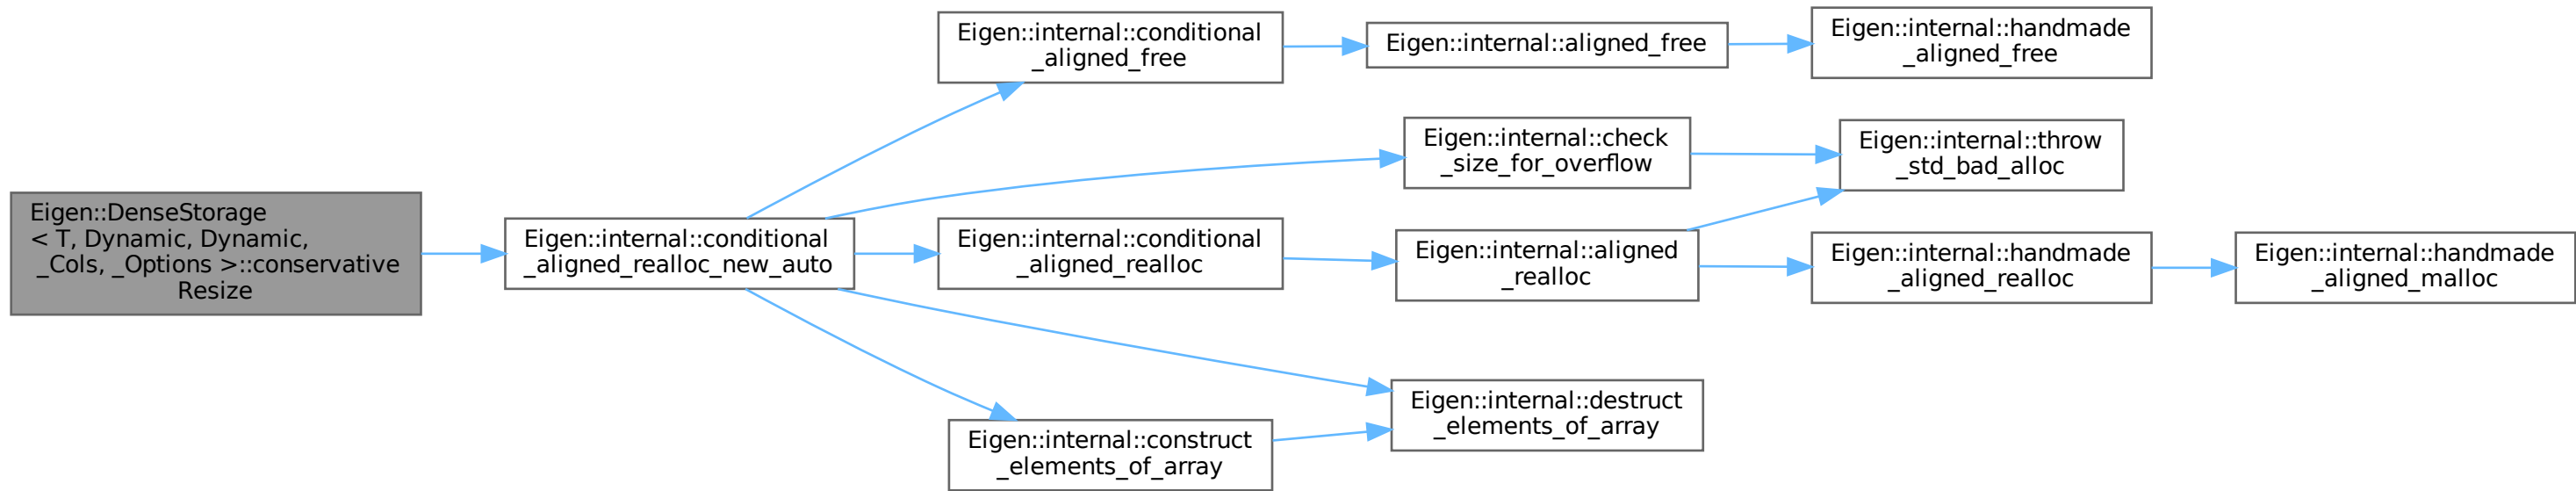 Eigen::DenseStorage
< T, Dynamic, Dynamic,
_Cols, _Options >::conservative
Resize
Eigen::internal::conditional
_aligned_realloc_new_auto
Eigen::internal::conditional
_aligned_free
Eigen::internal::aligned_free
Eigen::internal::handmade
_aligned_free
Eigen::internal::check
_size_for_overflow
Eigen::internal::throw
_std_bad_alloc
Eigen::internal::conditional
_aligned_realloc
Eigen::internal::aligned
_realloc
Eigen::internal::handmade
_aligned_realloc
Eigen::internal::handmade
_aligned_malloc
Eigen::internal::destruct
_elements_of_array
Eigen::internal::construct
_elements_of_array